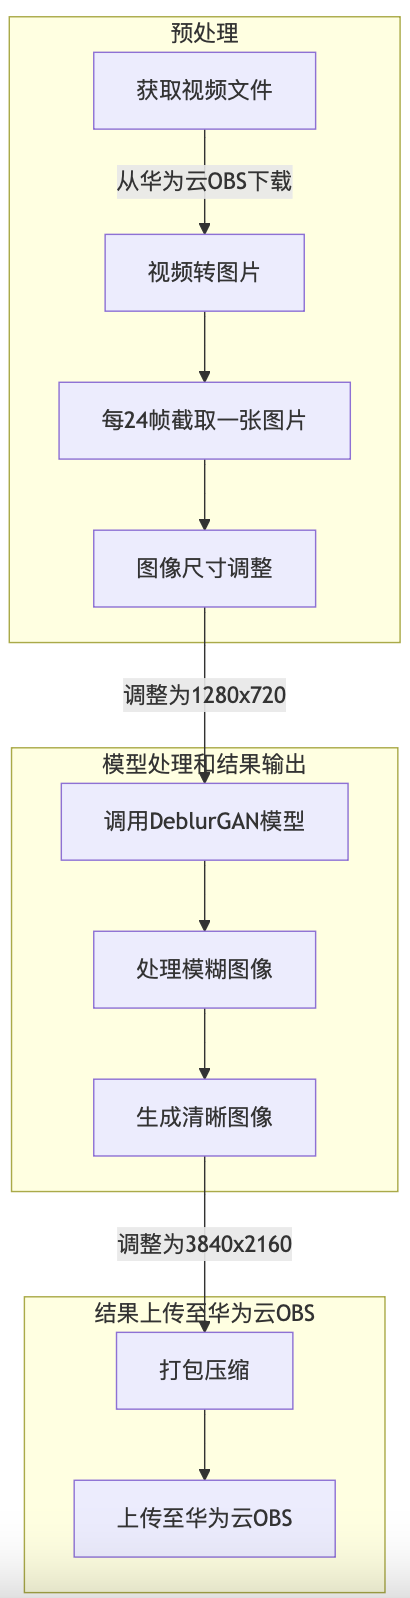 预处理
获取视频文件
从华为云OBS下载
视频转图片
每24帧截取一张图片
图像尺寸调整
调整为1280x720
模型处理和结果输出
调用DeblurGAN模型
处理模糊图像
生成清晰图像
调整为3840x2160
结果上传至华为云OBS
打包压缩
上传至华为云OBS